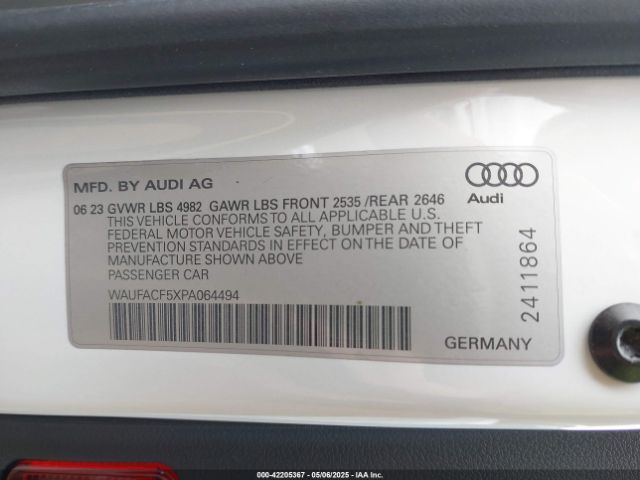 MFD. BY AUDI AG
Audi
06 23 GVWR LBS 4982 GAWR LBS FRONT 2535 /REAR 2646
THIS VEHICLE CONFORMS TO ALL APPLICABLE U.S.
FEDERAL MOTOR VEHICLE SAFETY, BUMPER AND THEFT
PREVENTION STANDARDS IN EFFECT ON THE DATE OF
MANUFACTURE SHOWN ABOVE
PASSENGER CAR
WAUFACF5XPA064494
2411864
GERMANY
000-42205367 - 05/06/2025 - IAA Inc.